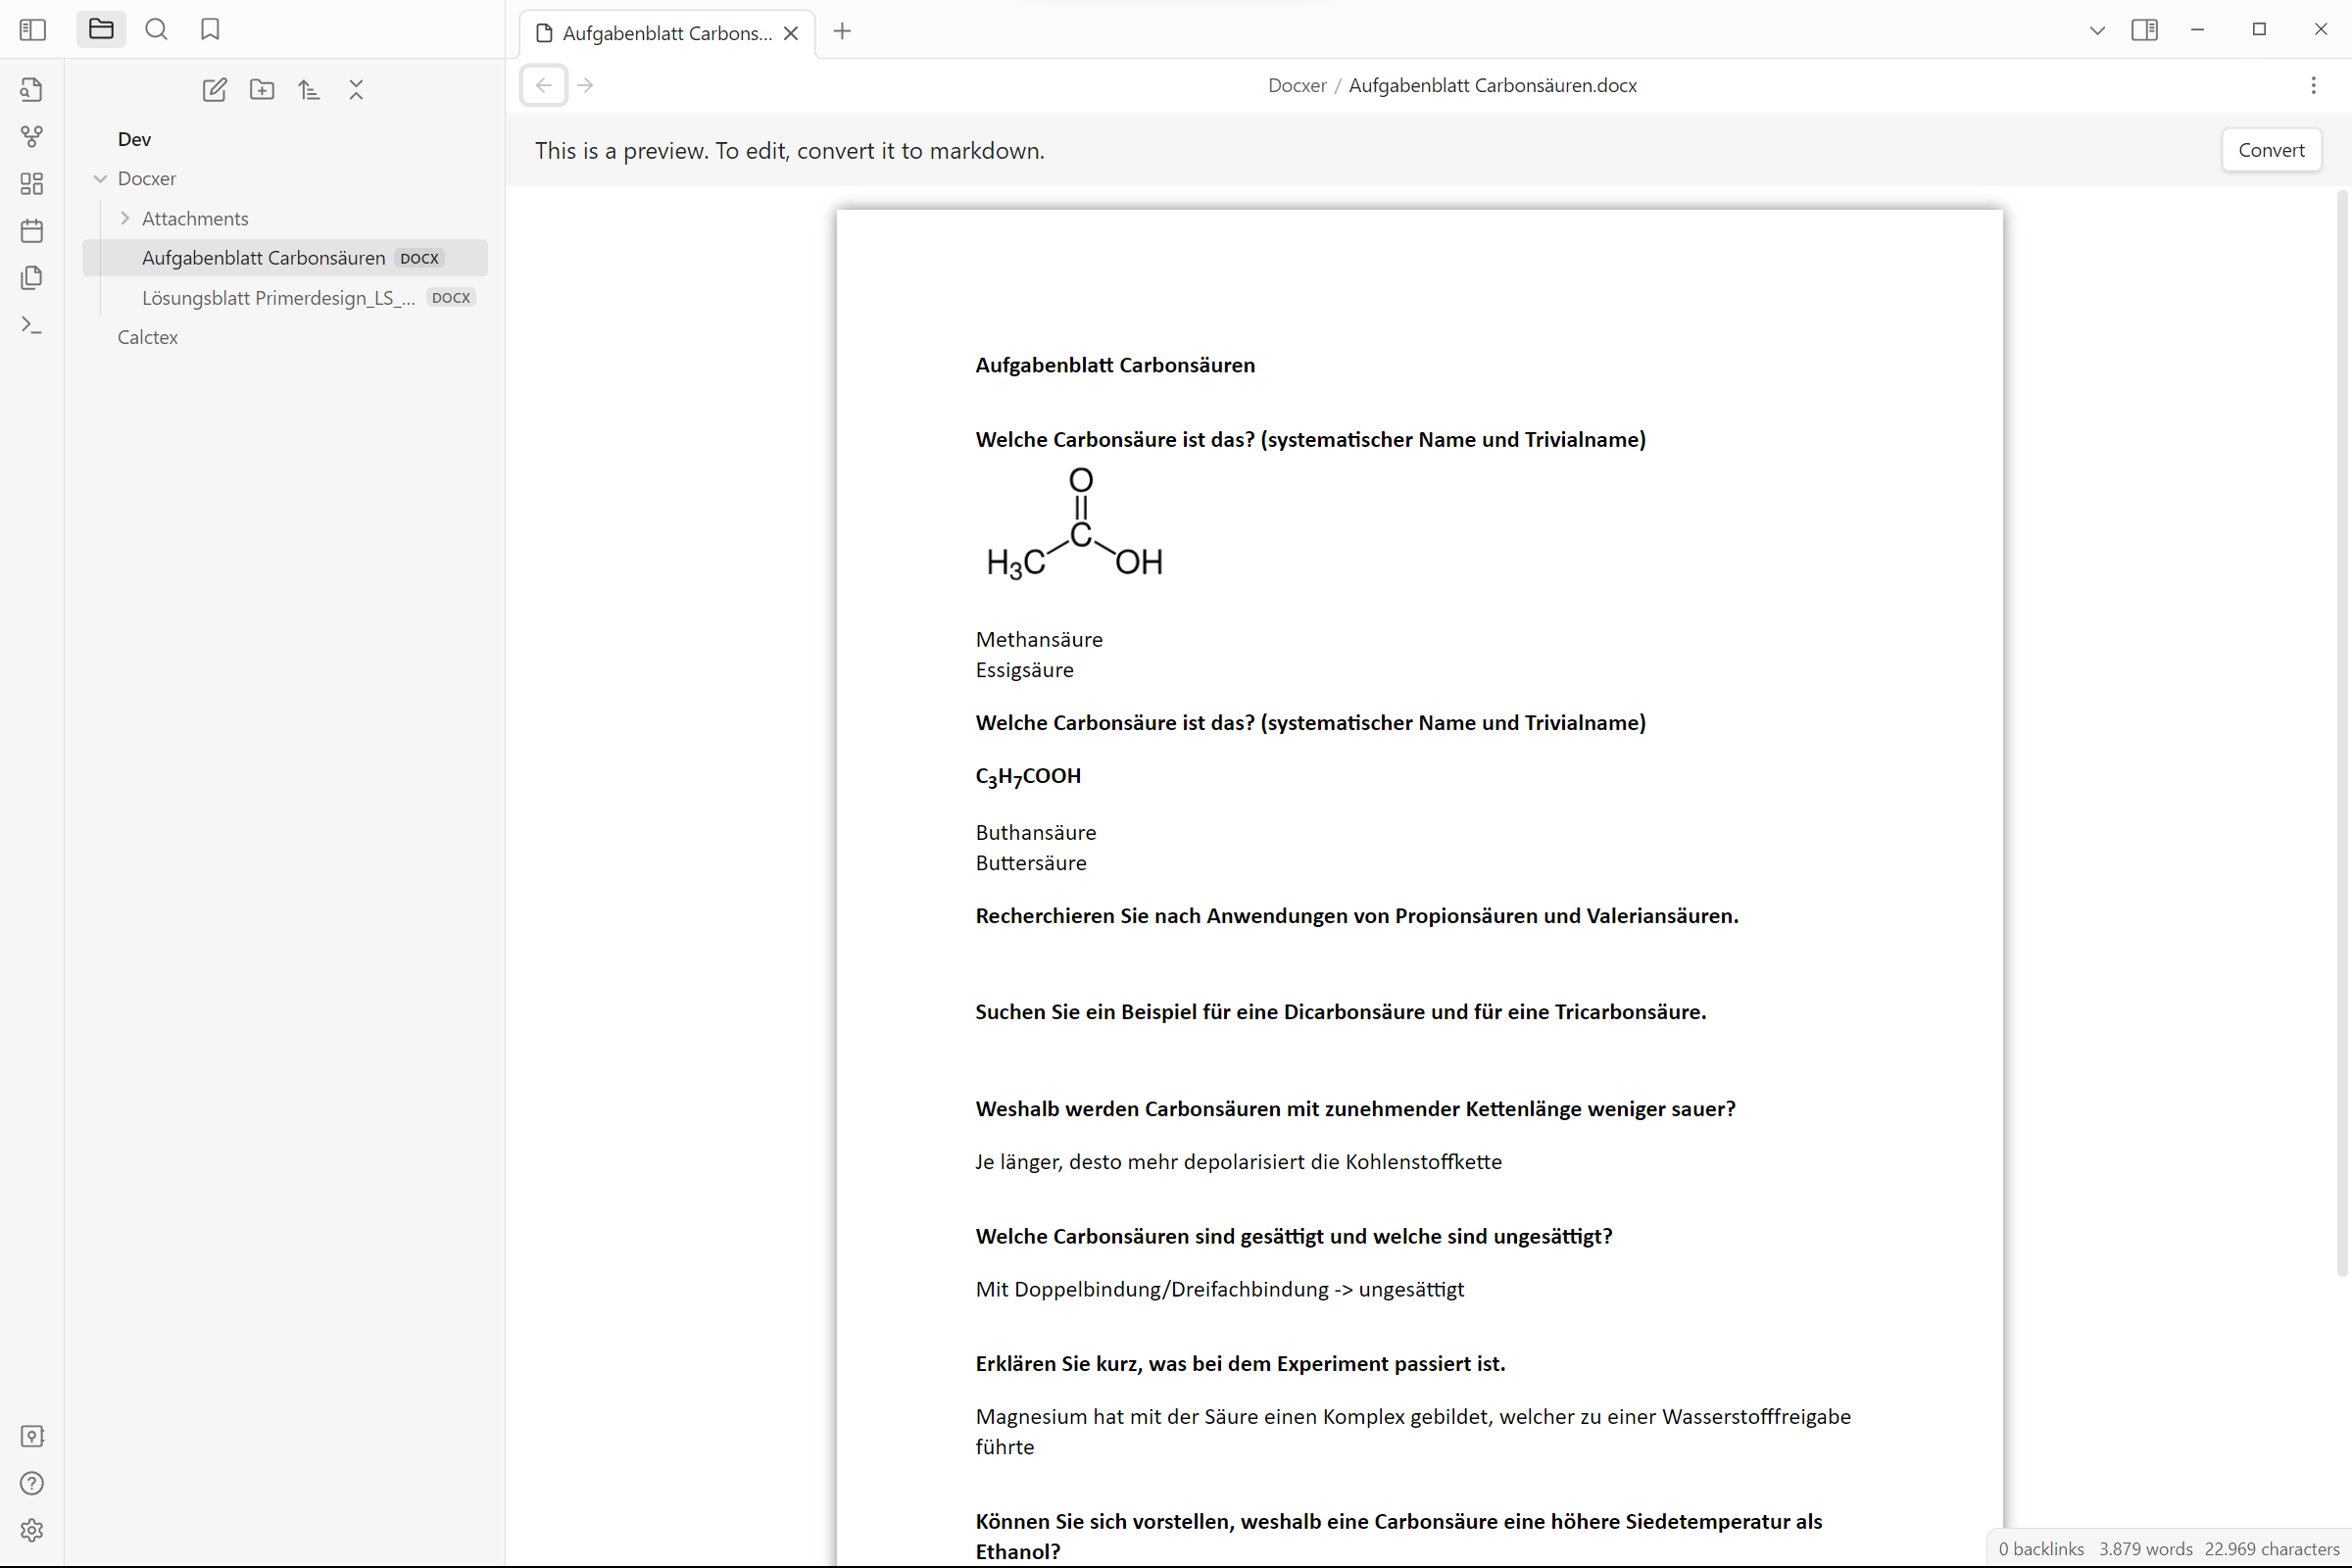 Aufgabenblatt Carbons...
Docxer / Aufgabenblatt Carbonsäuren.docx
This is a preview. To edit, convert it to markdown.
Convert
Dev
Docxer
Attachments
Aufgabenblatt Carbonsäuren DOCX
Lösungsblatt Primerdesign_LS_... DOCX
Calctex
Aufgabenblatt Carbonsäuren
Welche Carbonsäure ist das? (systematischer Name und Trivialname)
O
C
H₃C OH
Methansäure
Essigsäure
Welche Carbonsäure ist das? (systematischer Name und Trivialname)
C₃H₇COOH
Buthansäure
Buttersäure
Recherchieren Sie nach Anwendungen von Propionsäuren und Valeriansäuren.
Suchen Sie ein Beispiel für eine Dicarbonsäure und für eine Tricarbonsäure.
Weshalb werden Carbonsäuren mit zunehmender Kettenlänge weniger sauer?
Je länger, desto mehr depolarisiert die Kohlenstoffkette
Welche Carbonsäuren sind gesättigt und welche sind ungesättigt?
Mit Doppelbindung/Dreifachbindung -> ungesättigt
Erklären Sie kurz, was bei dem Experiment passiert ist.
Magnesium hat mit der Säure einen Komplex gebildet, welcher zu einer Wasserstofffreigabe
führte
Können Sie sich vorstellen, weshalb eine Carbonsäure eine höhere Siedetemperatur als
Ethanol?
0 backlinks 3.879 words 22.969 characters